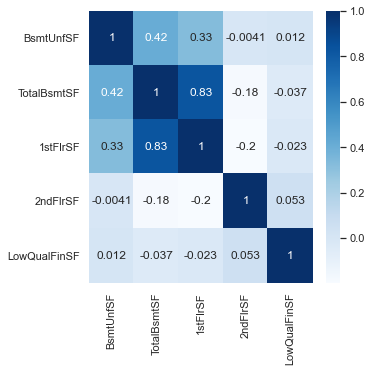 BsmtUnfSF 1 0.42 0.33 -0.0041 0.012
TotalBsmtSF 0.42 1 0.83 -0.18 -0.037
1stFlrSF 0.33 0.83 1 -0.2 -0.023
2ndFlrSF -0.0041 -0.18 -0.2 1 0.053
LowQualFinSF 0.012 -0.037 -0.023 0.053 1
BsmtUnfSF
TotalBsmtSF
1stFlrSF
2ndFlrSF
LowQualFinSF
1.0
0.8
0.6
0.4
0.2
0.0